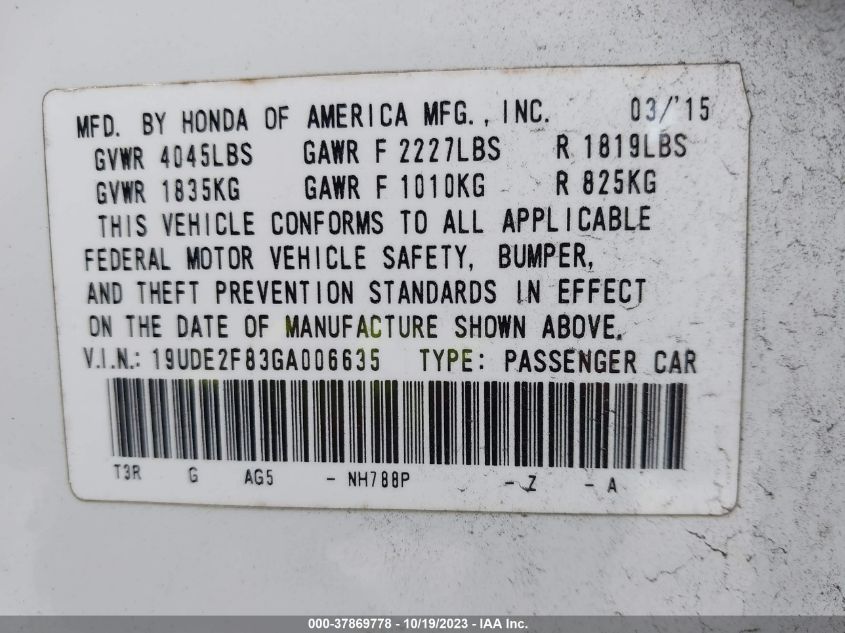 MFD. BY HONDA OF AMERICA MFG., INC. 03/'15
GVWR 4045LBS GAWR F 2227LBS R 1819LBS
GVWR 1835KG GAWR F 1010KG R 825KG
THIS VEHICLE CONFORMS TO ALL APPLICABLE
FEDERAL MOTOR VEHICLE SAFETY, BUMPER,
AND THEFT PREVENTION STANDARDS IN EFFECT
ON THE DATE OF MANUFACTURE SHOWN ABOVE.
V.I.N.: 19UDE2F83GA006635 TYPE: PASSENGER CAR
T3R G AG5 - NH788P - Z - A
000-37869778 - 10/19/2023 - IAA Inc.